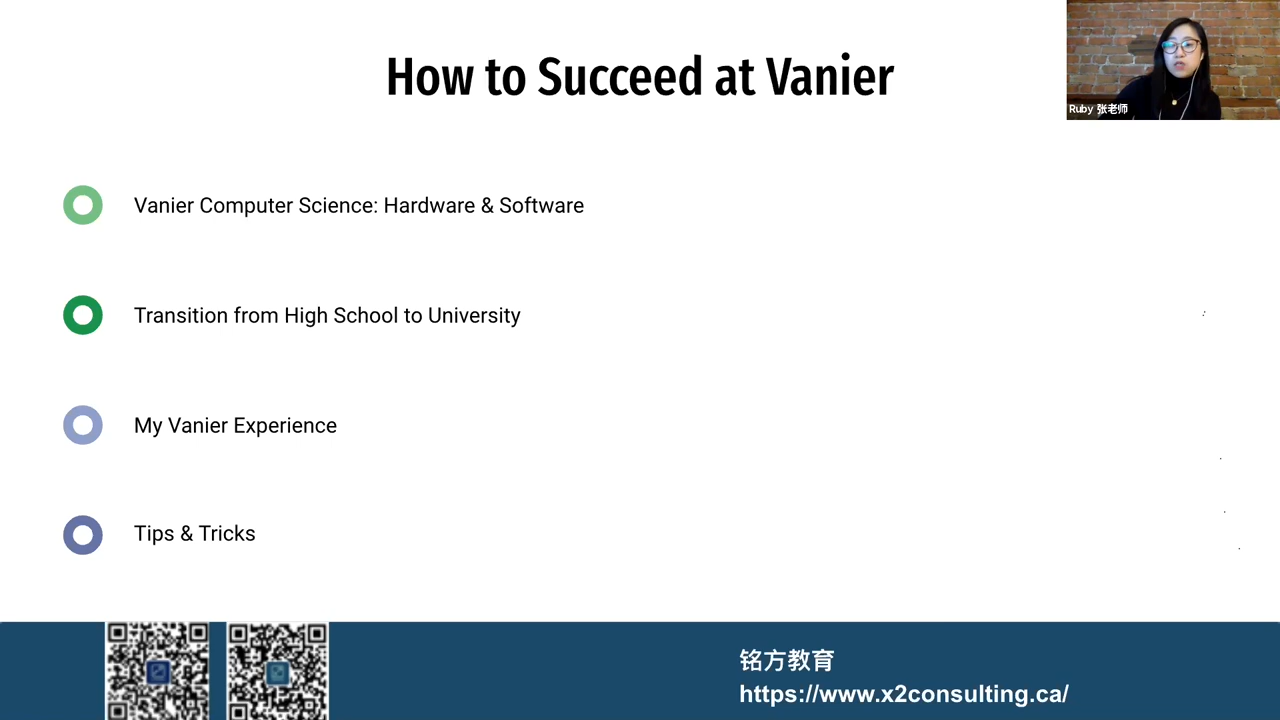 How to Succeed at Vanier
Ruby 张老师
Vanier Computer Science: Hardware & Software
Transition from High School to University
My Vanier Experience
Tips & Tricks
铭方教育
https://www.x2consulting.ca/